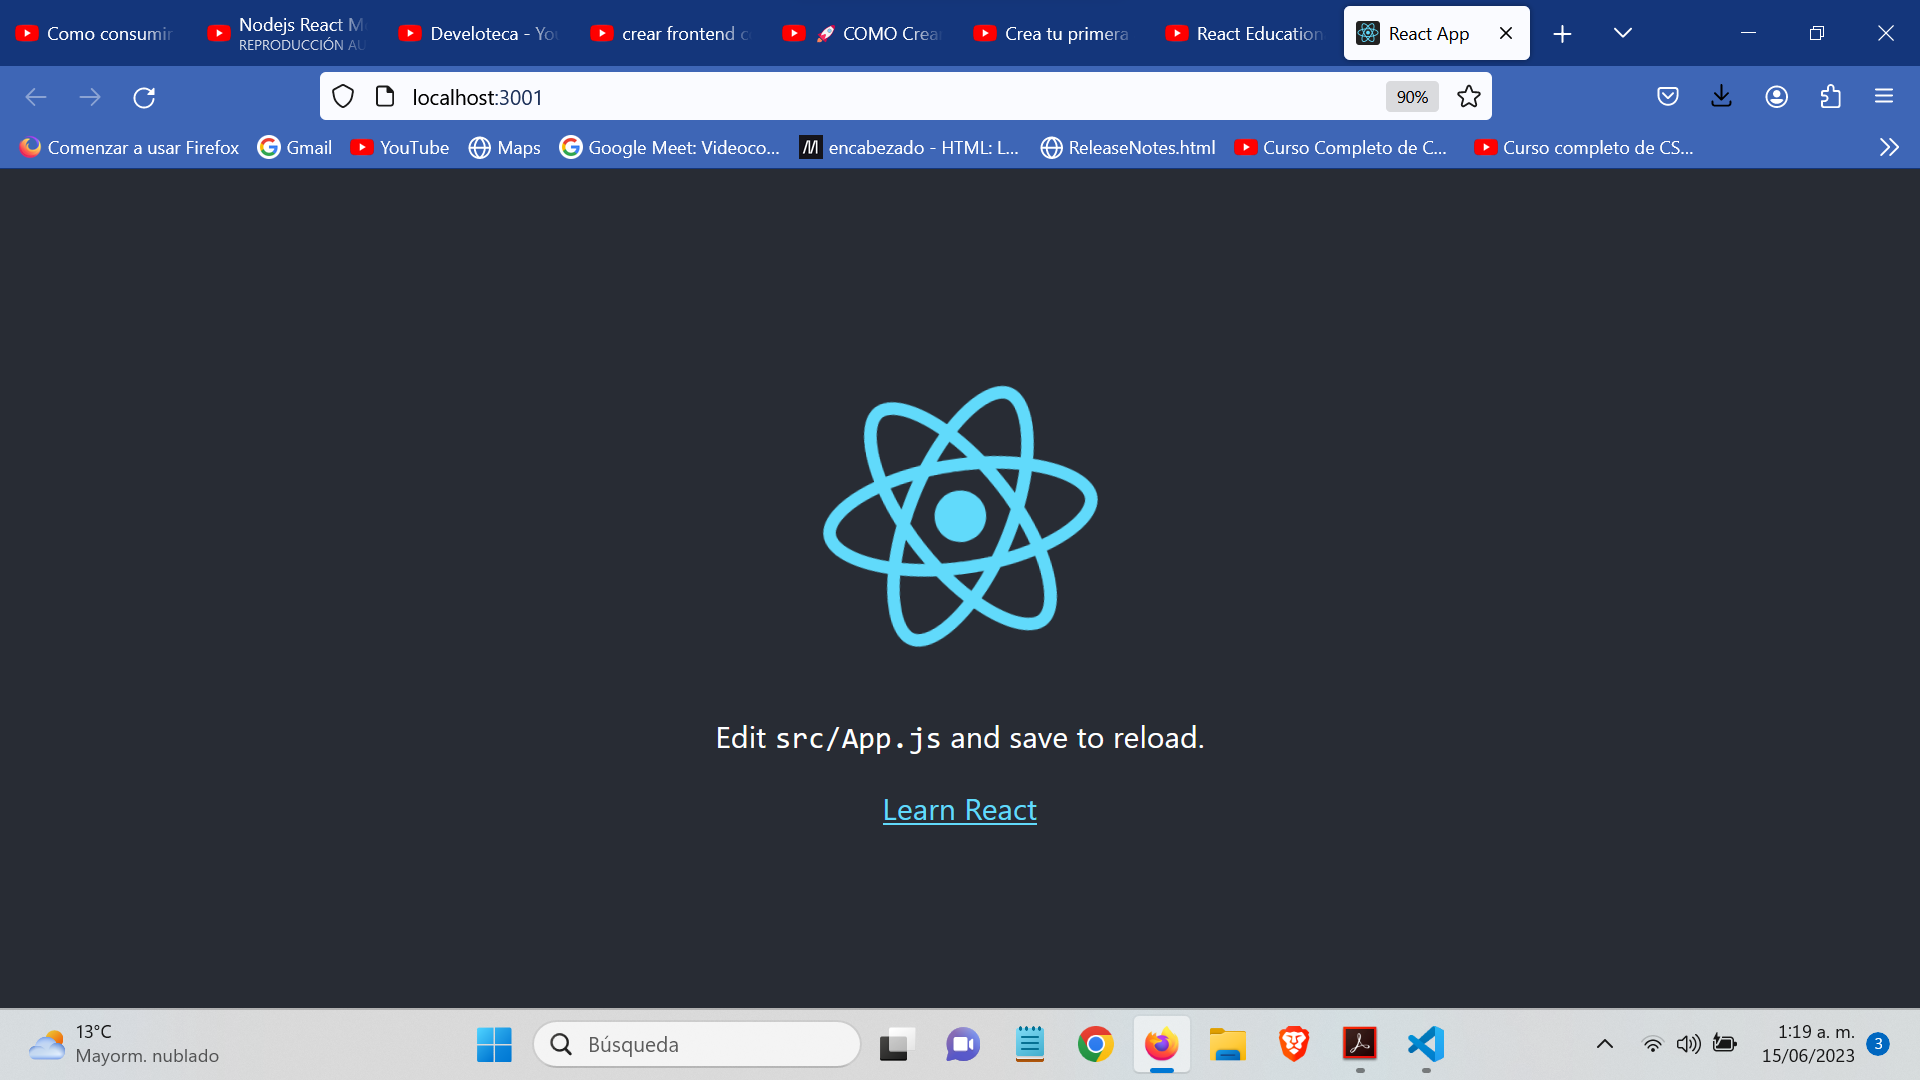 Como consumir
Nodejs React M
REPRODUCCIÓN AU
Develoteca - You
crear frontend c
COMO Crear
Crea tu primera
React Education
React App
localhost:3001
90%
Comenzar a usar Firefox
Gmail
YouTube
Maps
Google Meet: Videoco...
encabezado - HTML: L...
ReleaseNotes.html
Curso Completo de C...
Curso completo de CS...
Edit src/App.js and save to reload.
Learn React
13°C
Mayorm. nublado
Búsqueda
1:19 a. m.
15/06/2023
3